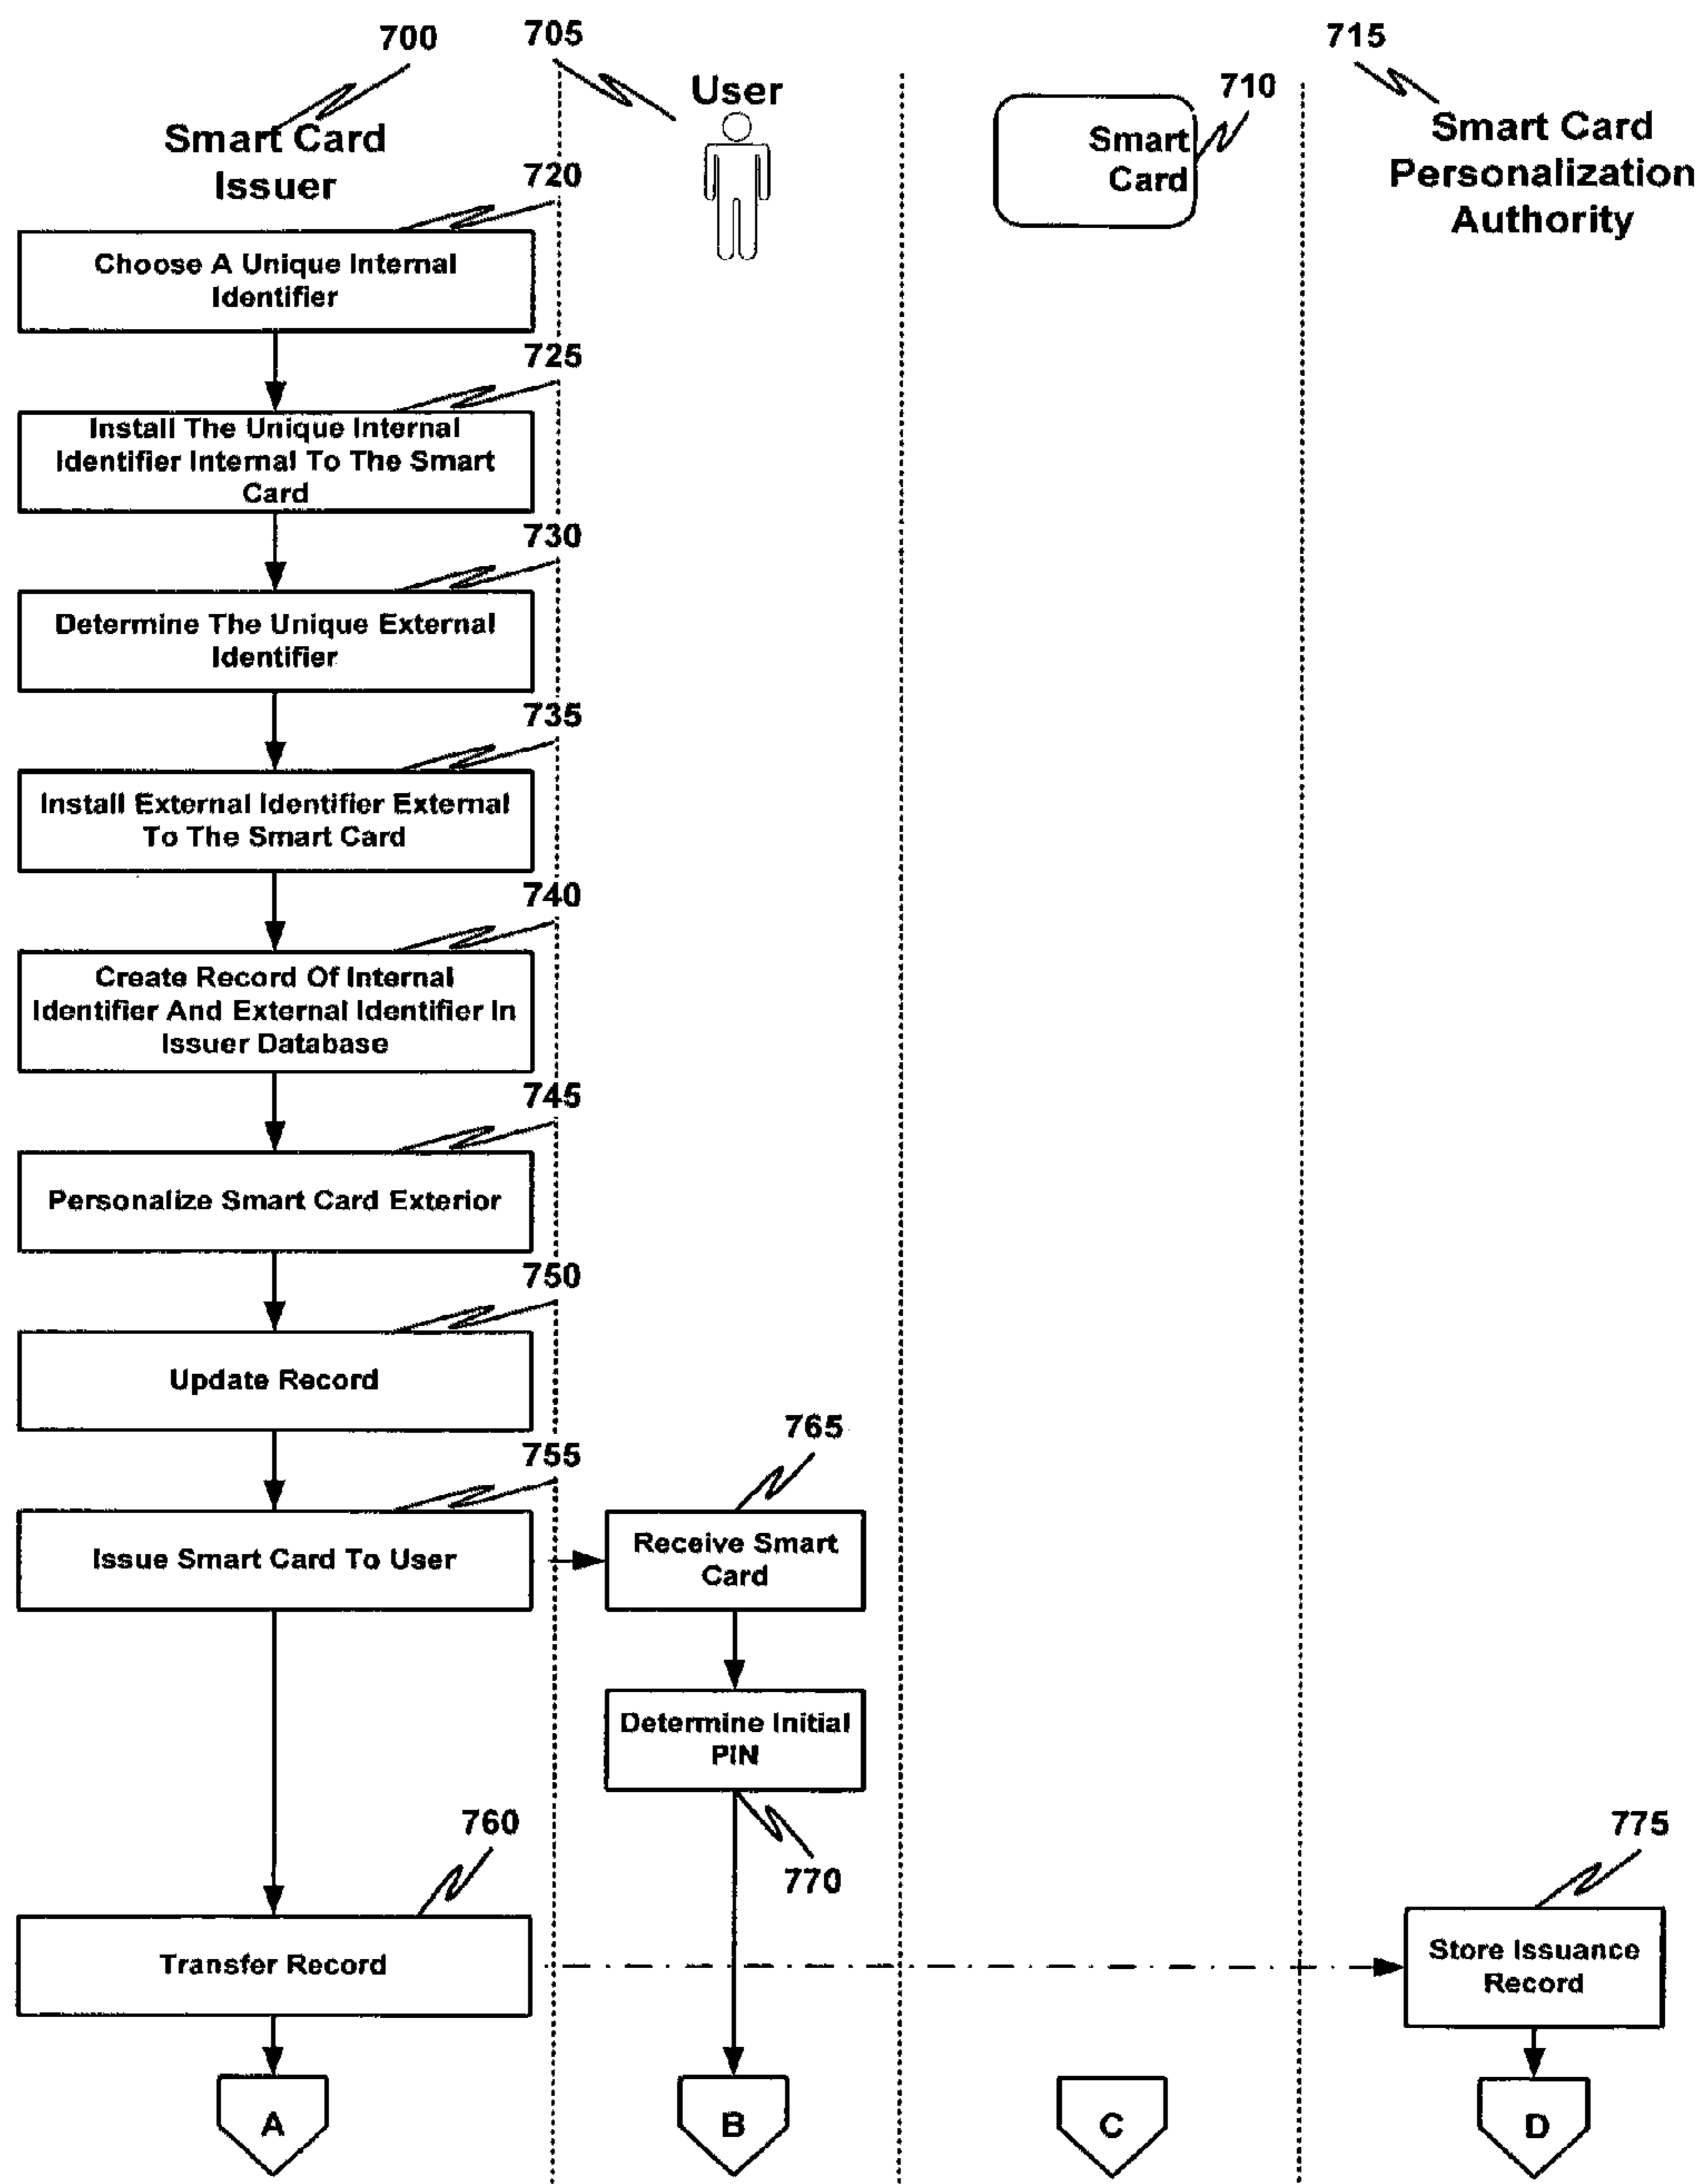 700
705
715
User
710
Smart Card
Issuer
Smart
Card
Smart Card
Personalization
Authority
720
Choose A Unique Internal
Identifier
725
Install The Unique Internal
Identifier Internal To The Smart
Card
730
Determine The Unique External
Identifier
735
Install External Identifier External
To The Smart Card
740
Create Record Of Internal
Identifier And External Identifier In
Issuer Database
745
Personalize Smart Card Exterior
750
Update Record
755
765
Issue Smart Card To User
Receive Smart
Card
Determine Initial
PIN
760
770
775
Transfer Record
Store Issuance
Record
A
B
C
D